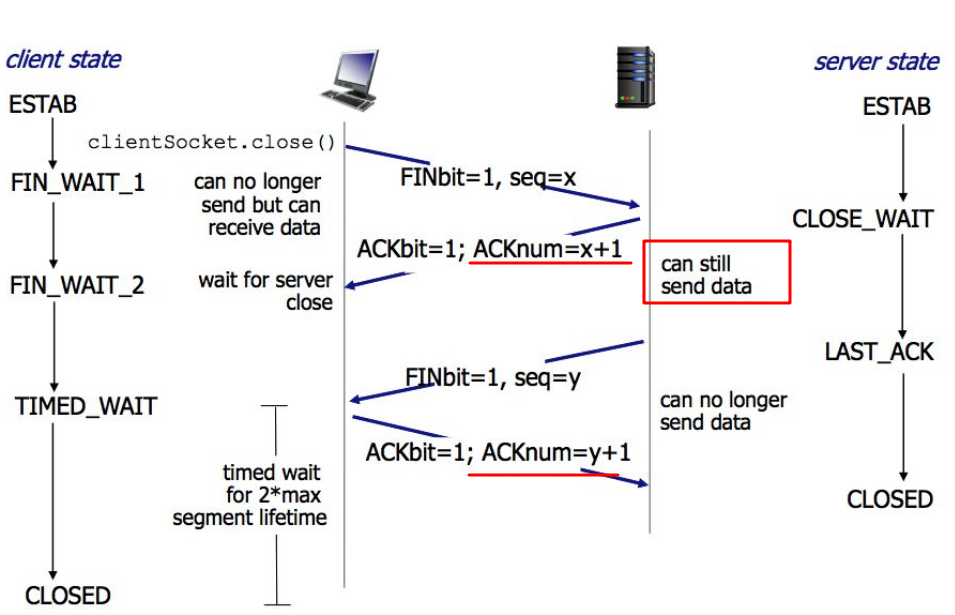 client state
server state
ESTAB
ESTAB
clientSocket.close()
FINbit=1, seq=x
FIN_WAIT_1
can no longer
send but can
receive data
CLOSE_WAIT
ACKbit=1; ACKnum=x+1
can still
send data
FIN_WAIT_2
wait for server
close
LAST_ACK
FINbit=1, seq=y
TIMED_WAIT
can no longer
send data
ACKbit=1; ACKnum=y+1
timed wait
for 2*max
segment lifetime
CLOSED
CLOSED